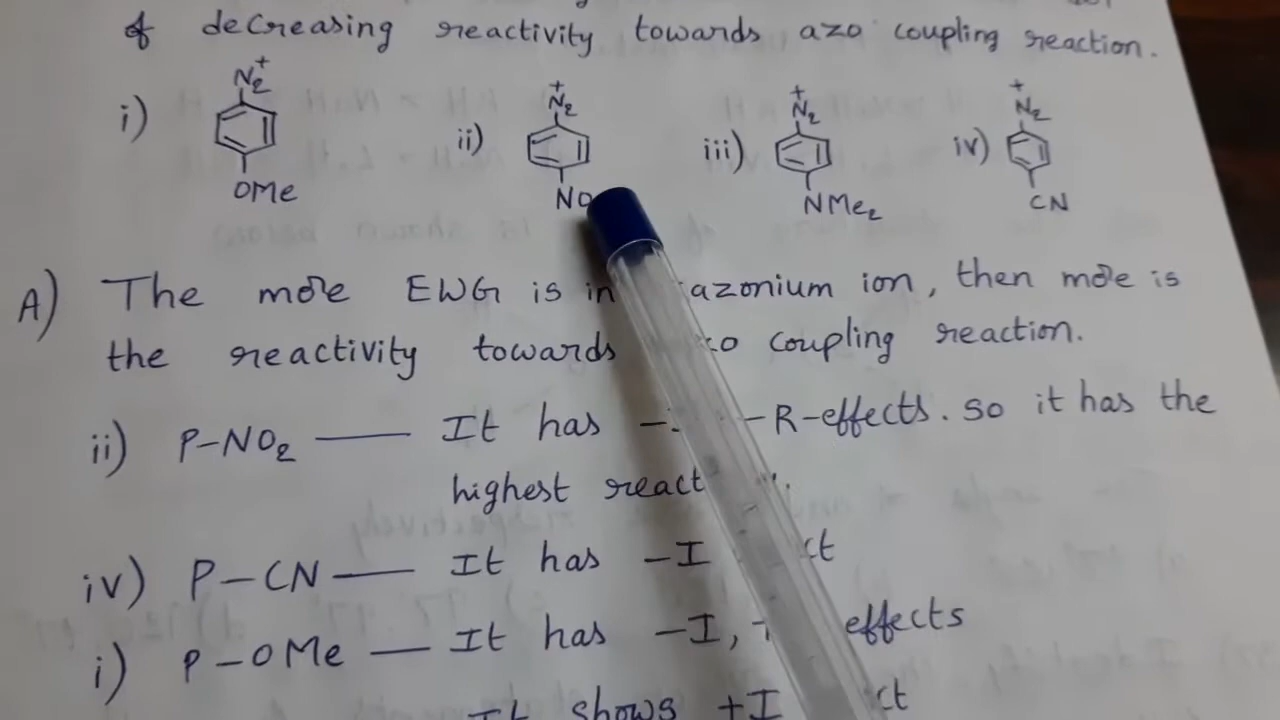 of decreasing reactivity towards azo coupling reaction.
i) N2+ OMe ii) N2+ iii) N2+ NMe2 iv) N2+ CN
A) The more EWG is in azonium ion, then more is
the reactivity towards coupling reaction.
ii) P-NO2 — It has -R-effects. So it has the
highest react
iv) P-CN — It has -I
i) P-OMe — It has -I, effects
It shows +I